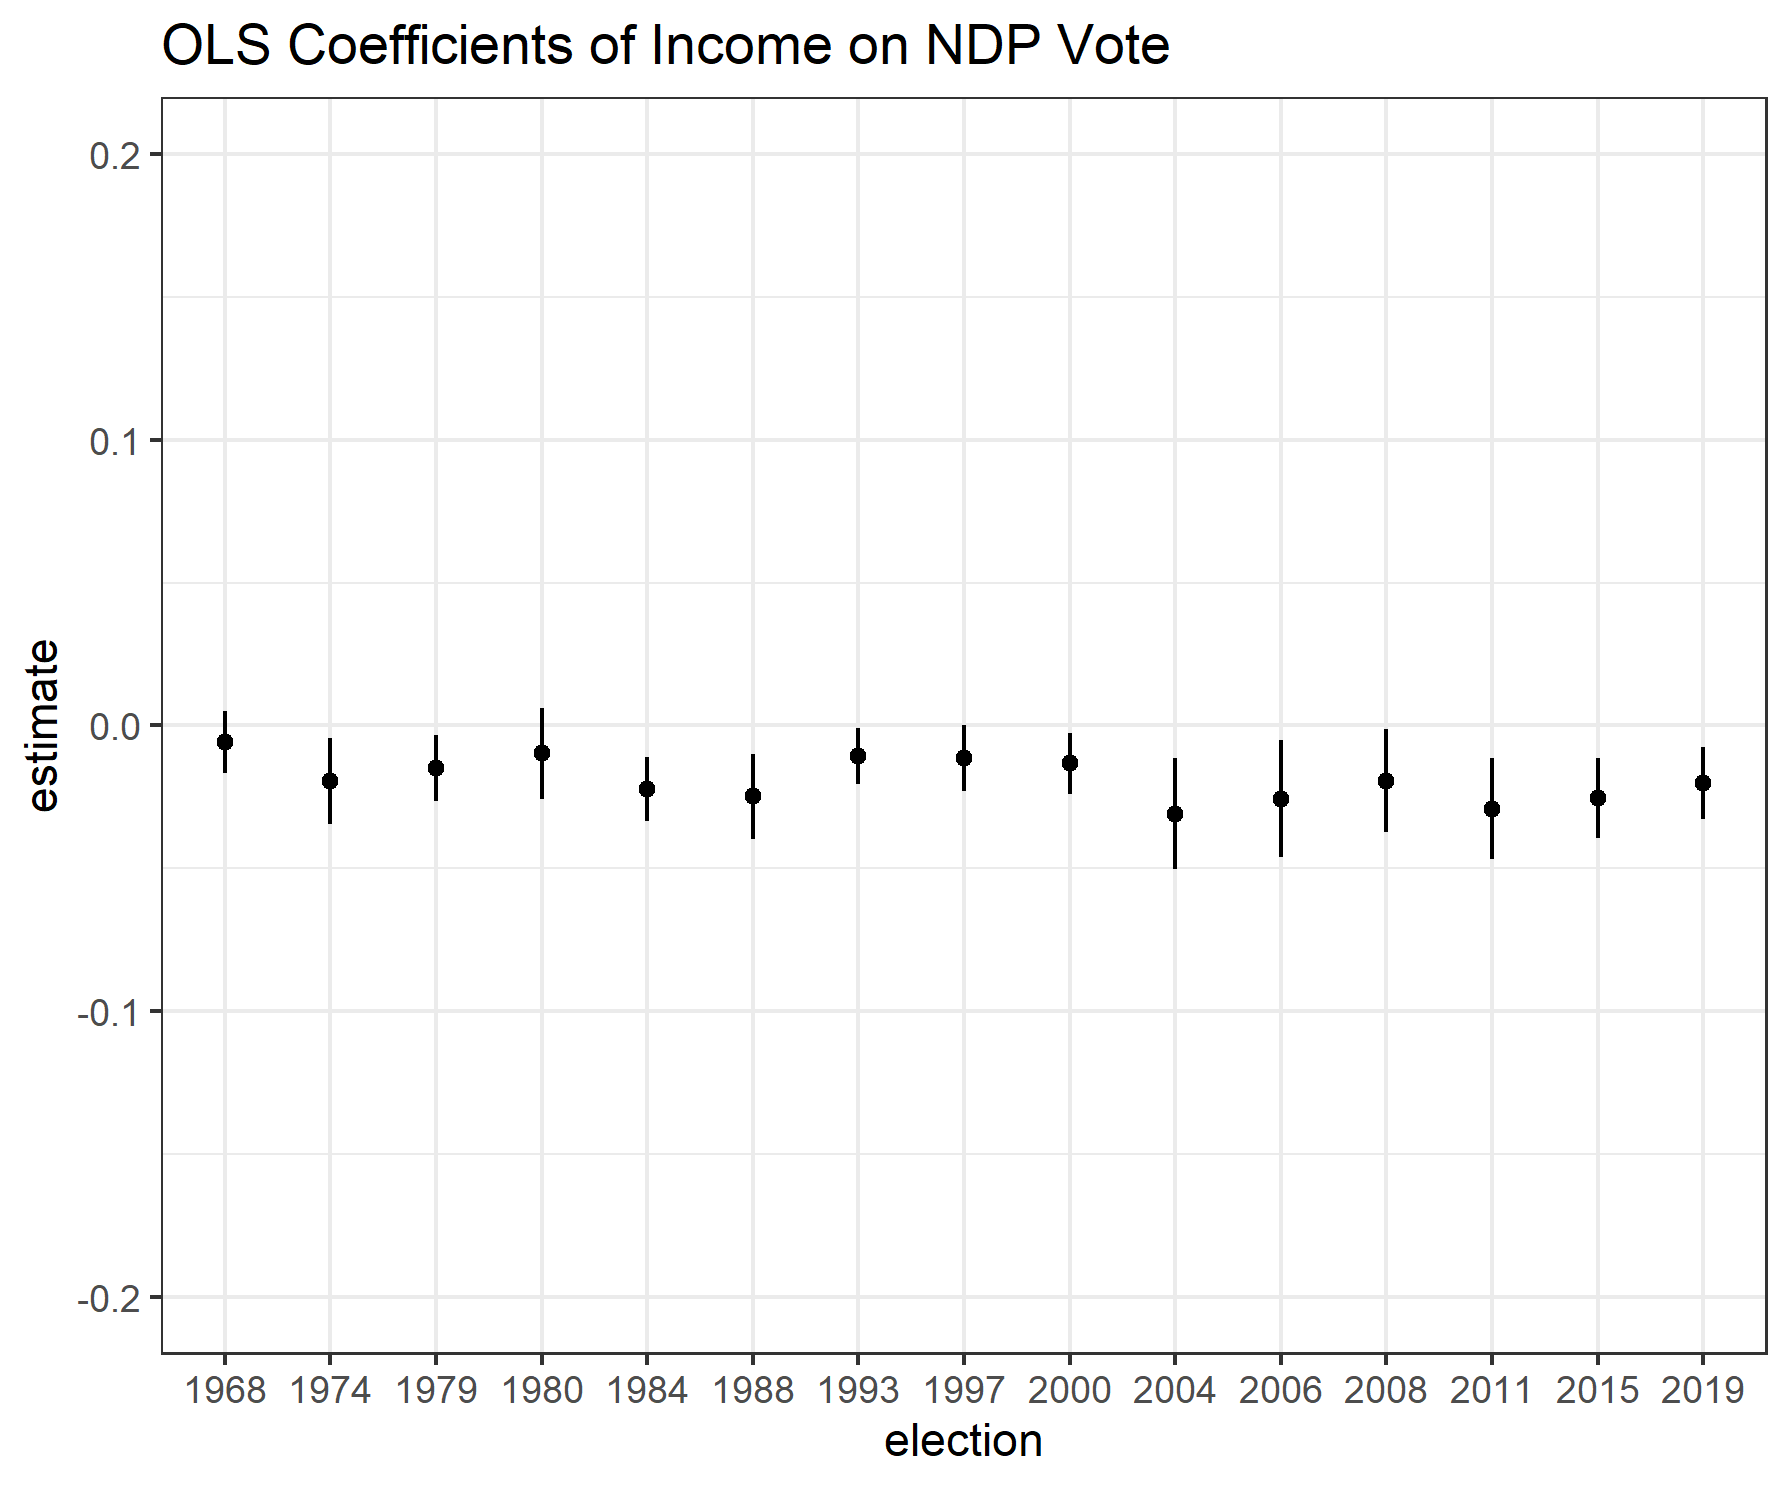 OLS Coefficients of Income on NDP Vote
0.2
0.1
0.0
-0.1
-0.2
estimate
1968 1974 1979 1980 1984 1988 1993 1997 2000 2004 2006 2008 2011 2015 2019
election